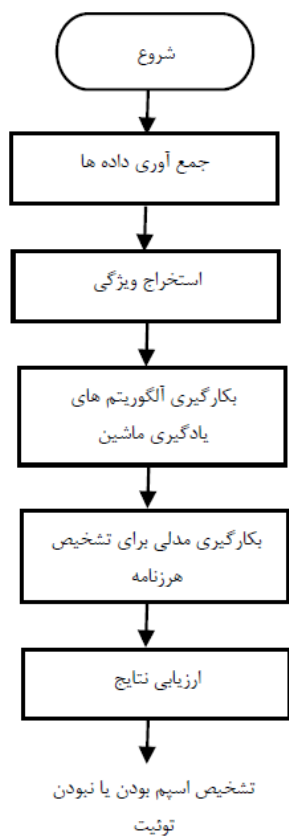 شروع
جمع آوری داده ها
استخراج ویژگی
بکارگیری آلگوریتم های
یادگیری ماشین
بکارگیری مدلی برای تشخیص
هرزنامه
ارزیابی نتایج
تشخیص اسپم بودن یا نبودن
توئیت